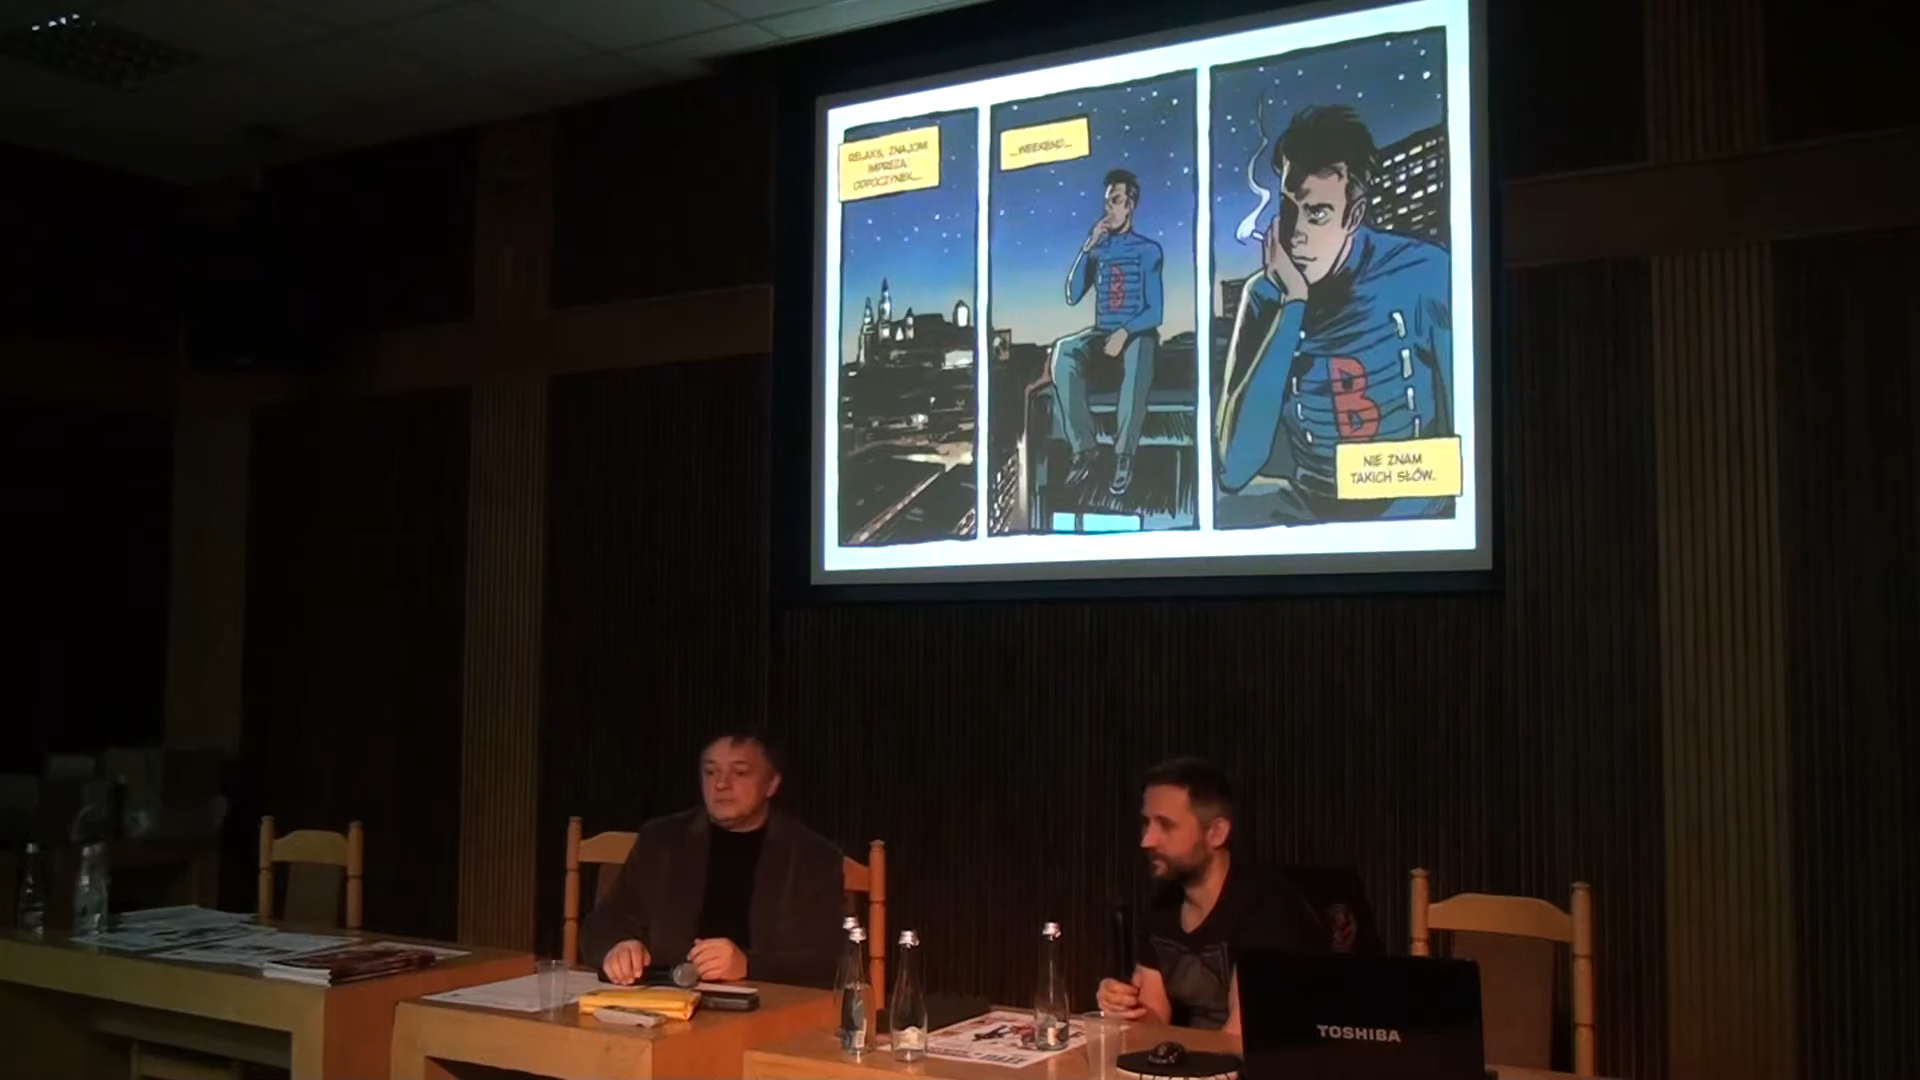 RELAKS, ZNAJOMI
IMPREZA,
ODPOCZYNEK...
...WEEKEND...
B
B
NIE ZNAM
TAKICH SŁÓW.
TOSHIBA